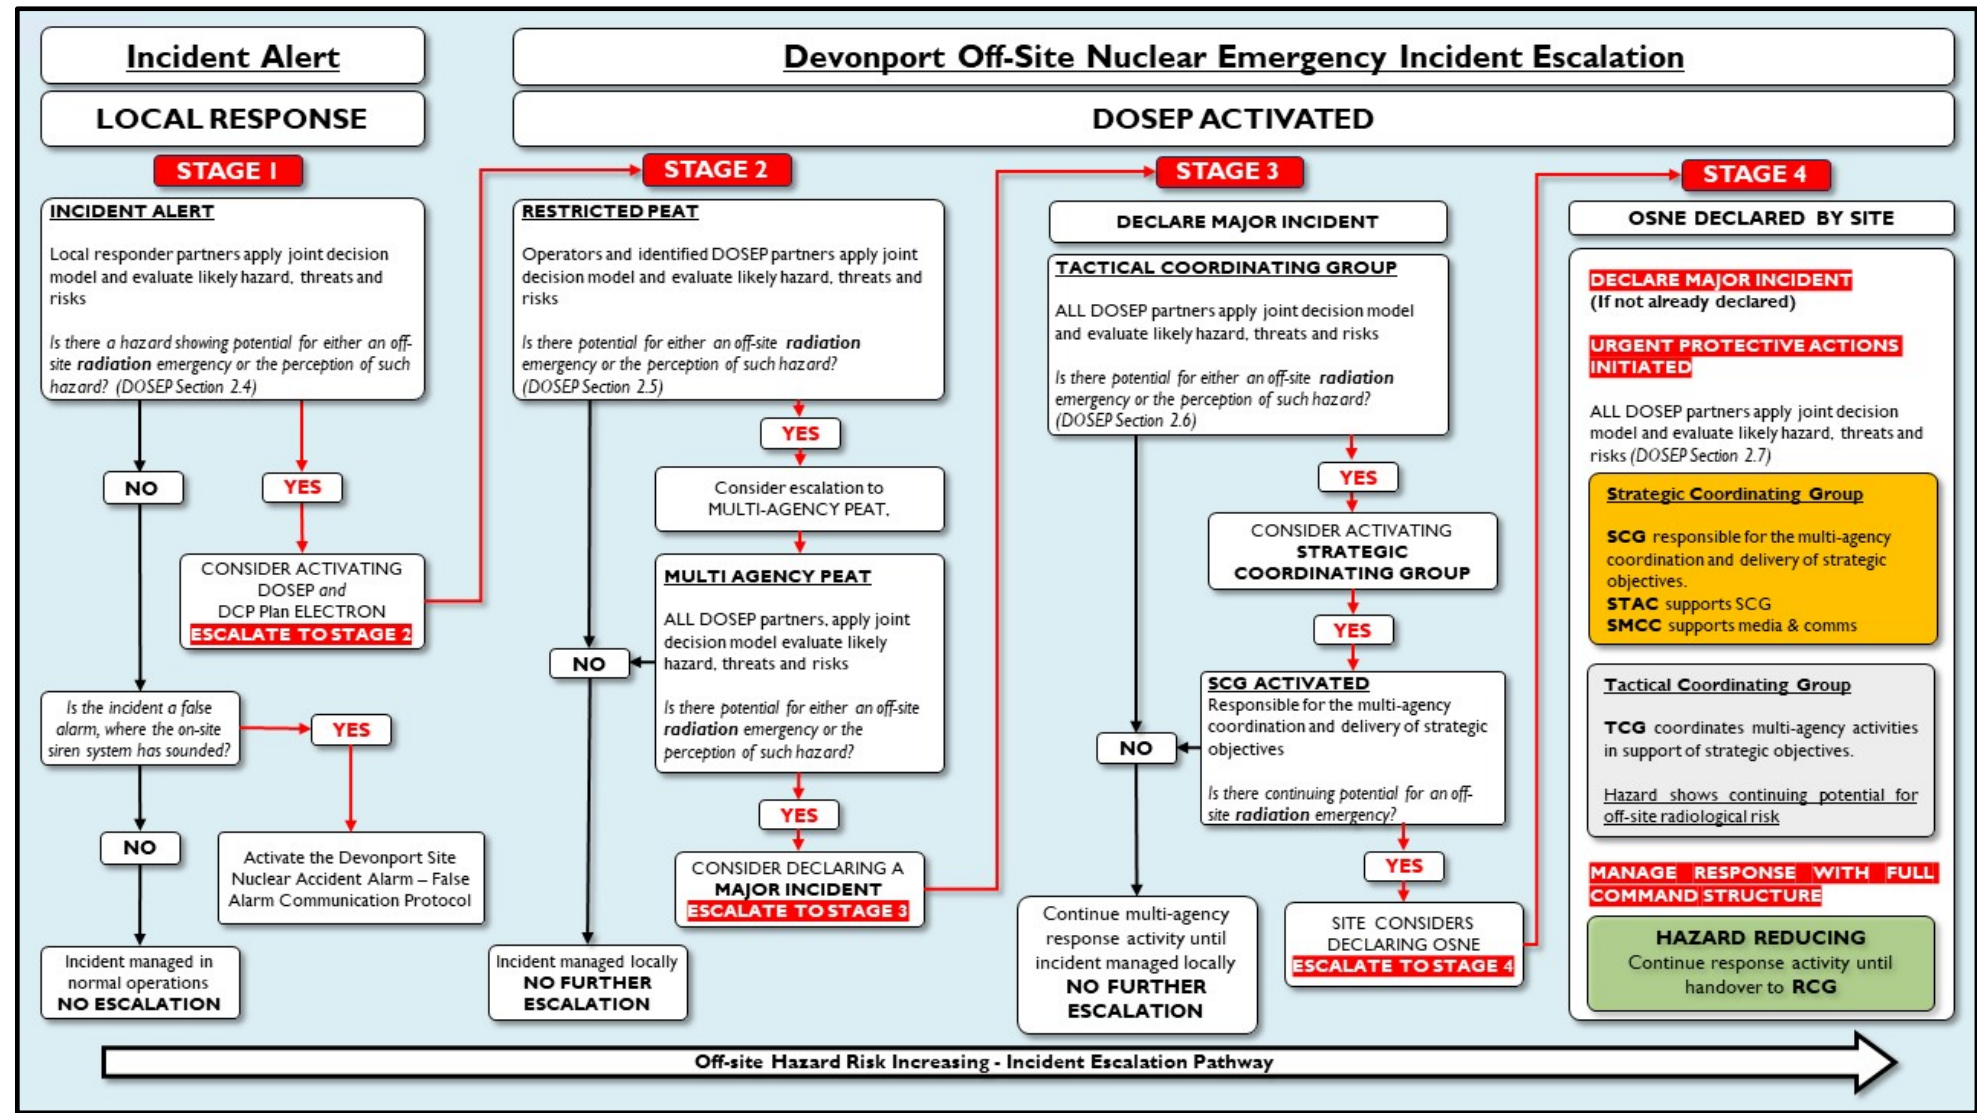 Incident Alert
LOCAL RESPONSE
Devonport Off-Site Nuclear Emergency Incident Escalation
DOSEP ACTIVATED
STAGE 1
INCIDENT ALERT
Local responder partners apply joint decision
model and evaluate likely hazard, threats and
risks
Is there a hazard showing potential for either an off-
site radiation emergency or the perception of such
hazard? (DOSEP Section 2.4)
NO
YES
CONSIDER ACTIVATING
DOSEP and
DCP Plan ELECTRON
ESCALATE TO STAGE 2
Is the incident a false
alarm, where the on-site
siren system has sounded?
YES
NO
Activate the Devonport Site
Nuclear Accident Alarm – False
Alarm Communication Protocol
Incident managed in
normal operations
NO ESCALATION
STAGE 2
RESTRICTED PEAT
Operators and identified DOSEP partners apply joint
decision model and evaluate likely hazard, threats and
risks
Is there potential for either an off-site radiation
emergency or the perception of such hazard?
(DOSEP Section 2.5)
YES
Consider escalation to
MULTI-AGENCY PEAT.
MULTI AGENCY PEAT
ALL DOSEP partners, apply joint
decision model evaluate likely
hazard, threats and risks
Is there potential for either an off-site
radiation emergency or the
perception of such hazard?
NO
YES
CONSIDER DECLARING A
MAJOR INCIDENT
ESCALATE TO STAGE 3
Incident managed locally
NO FURTHER
ESCALATION
STAGE 3
DECLARE MAJOR INCIDENT
TACTICAL COORDINATING GROUP
ALL DOSEP partners apply joint decision model
and evaluate likely hazard, threats and risks
Is there potential for either an off-site radiation
emergency or the perception of such hazard?
(DOSEP Section 2.6)
YES
CONSIDER ACTIVATING
STRATEGIC
COORDINATING GROUP
YES
SCG ACTIVATED
Responsible for the multi-agency
coordination and delivery of strategic
objectives
Is there continuing potential for an off-
site radiation emergency?
NO
YES
SITE CONSIDERS
DECLARING OSNE
ESCALATE TO STAGE 4
Continue multi-agency
response activity until
incident managed locally
NO FURTHER
ESCALATION
STAGE 4
OSNE DECLARED BY SITE
DECLARE MAJOR INCIDENT
(If not already declared)
URGENT PROTECTIVE ACTIONS
INITIATED
ALL DOSEP partners apply joint decision
model and evaluate likely hazard, threats and
risks (DOSEP Section 2.7)
Strategic Coordinating Group
SCG responsible for the multi-agency
coordination and delivery of strategic
objectives.
STAC supports SCG
SMCC supports media & comms
Tactical Coordinating Group
TCG coordinates multi-agency activities
in support of strategic objectives.
Hazard shows continuing potential for
off-site radiological risk
MANAGE RESPONSE WITH FULL
COMMAND STRUCTURE
HAZARD REDUCING
Continue response activity until
handover to RCG
Off-site Hazard Risk Increasing - Incident Escalation Pathway